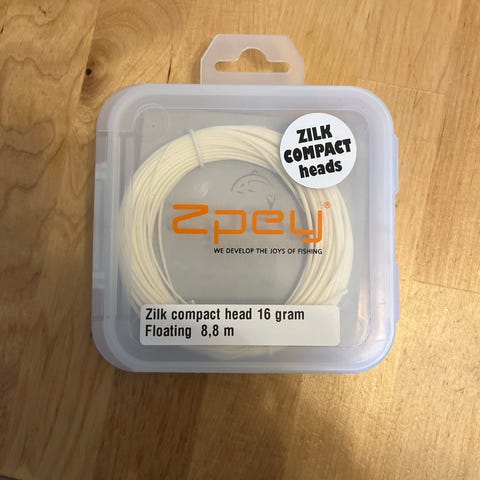 ZILK
COMPACT
heads
Zpey®
WE DEVELOP THE JOYS OF FISHING
Zilk compact head 16 gram
Floating 8,8 m